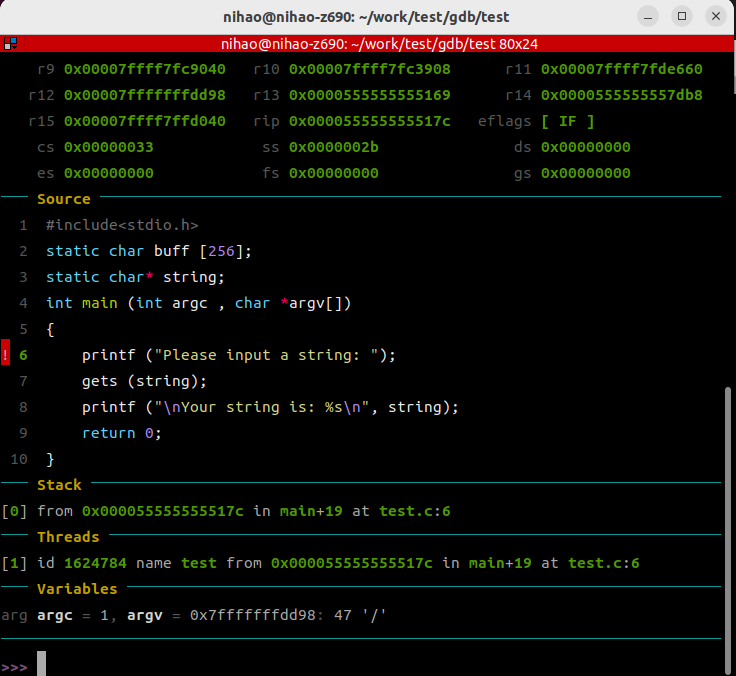 nihao@nihao-z690: ~/work/test/gdb/test
nihao@nihao-z690: ~/work/test/gdb/test 80x24
r9 0x00007ffff7fc9040 r10 0x00007ffff7fc3908 r11 0x00007ffff7fde660
r12 0x00007fffffffdd98 r13 0x0000555555555169 r14 0x0000555555557db8
r15 0x00007ffff7ffd040 rip 0x000055555555517c eflags [ IF ]
cs 0x00000033 ss 0x0000002b ds 0x00000000
es 0x00000000 fs 0x00000000 gs 0x00000000
Source
1 #include<stdio.h>
2 static char buff [256];
3 static char* string;
4 int main (int argc , char *argv[])
5 {
! 6 printf ("Please input a string: ");
7 gets (string);
8 printf ("\nYour string is: %s\n", string);
9 return 0;
10 }
Stack
[0] from 0x000055555555517c in main+19 at test.c:6
Threads
[1] id 1624784 name test from 0x000055555555517c in main+19 at test.c:6
Variables
arg argc = 1, argv = 0x7fffffffdd98: 47 '/'
>>>